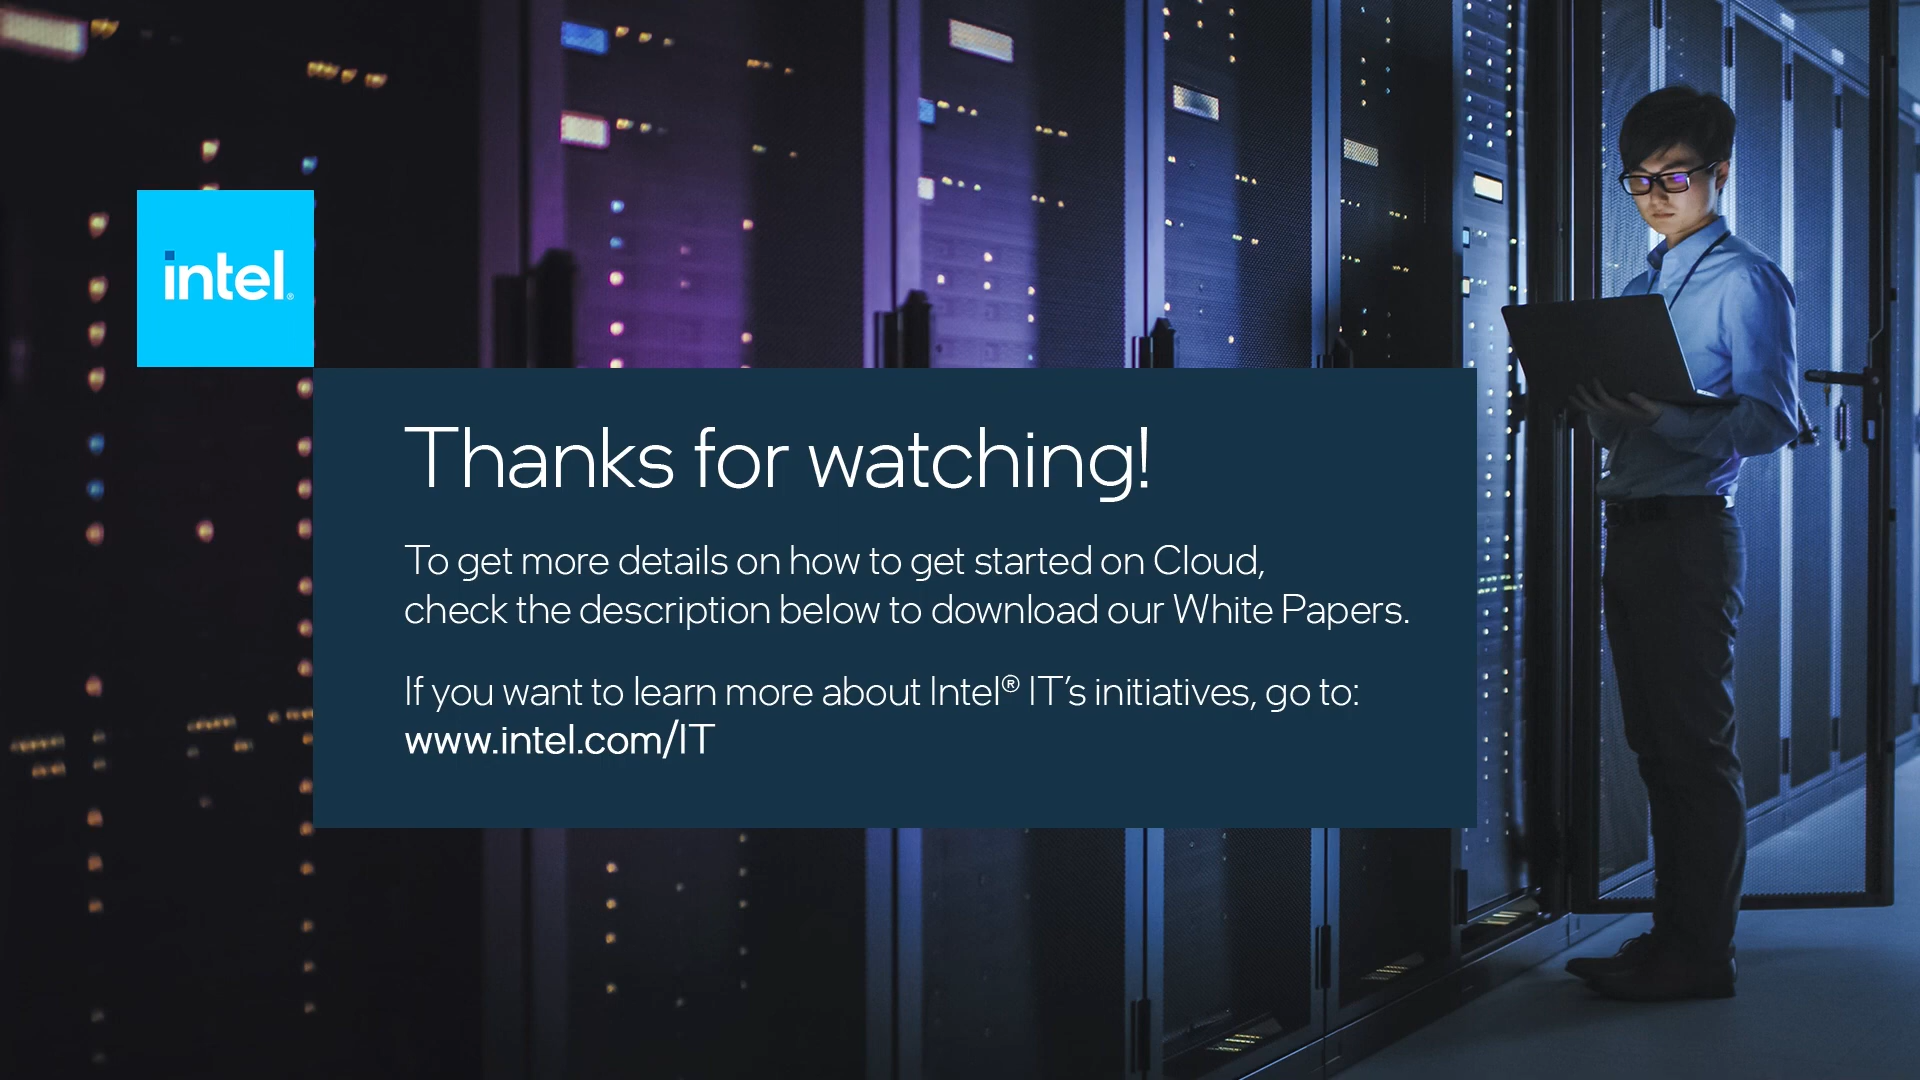 intel®
Thanks for watching!
To get more details on how to get started on Cloud,
check the description below to download our White Papers.
If you want to learn more about Intel® IT’s initiatives, go to:
www.intel.com/IT